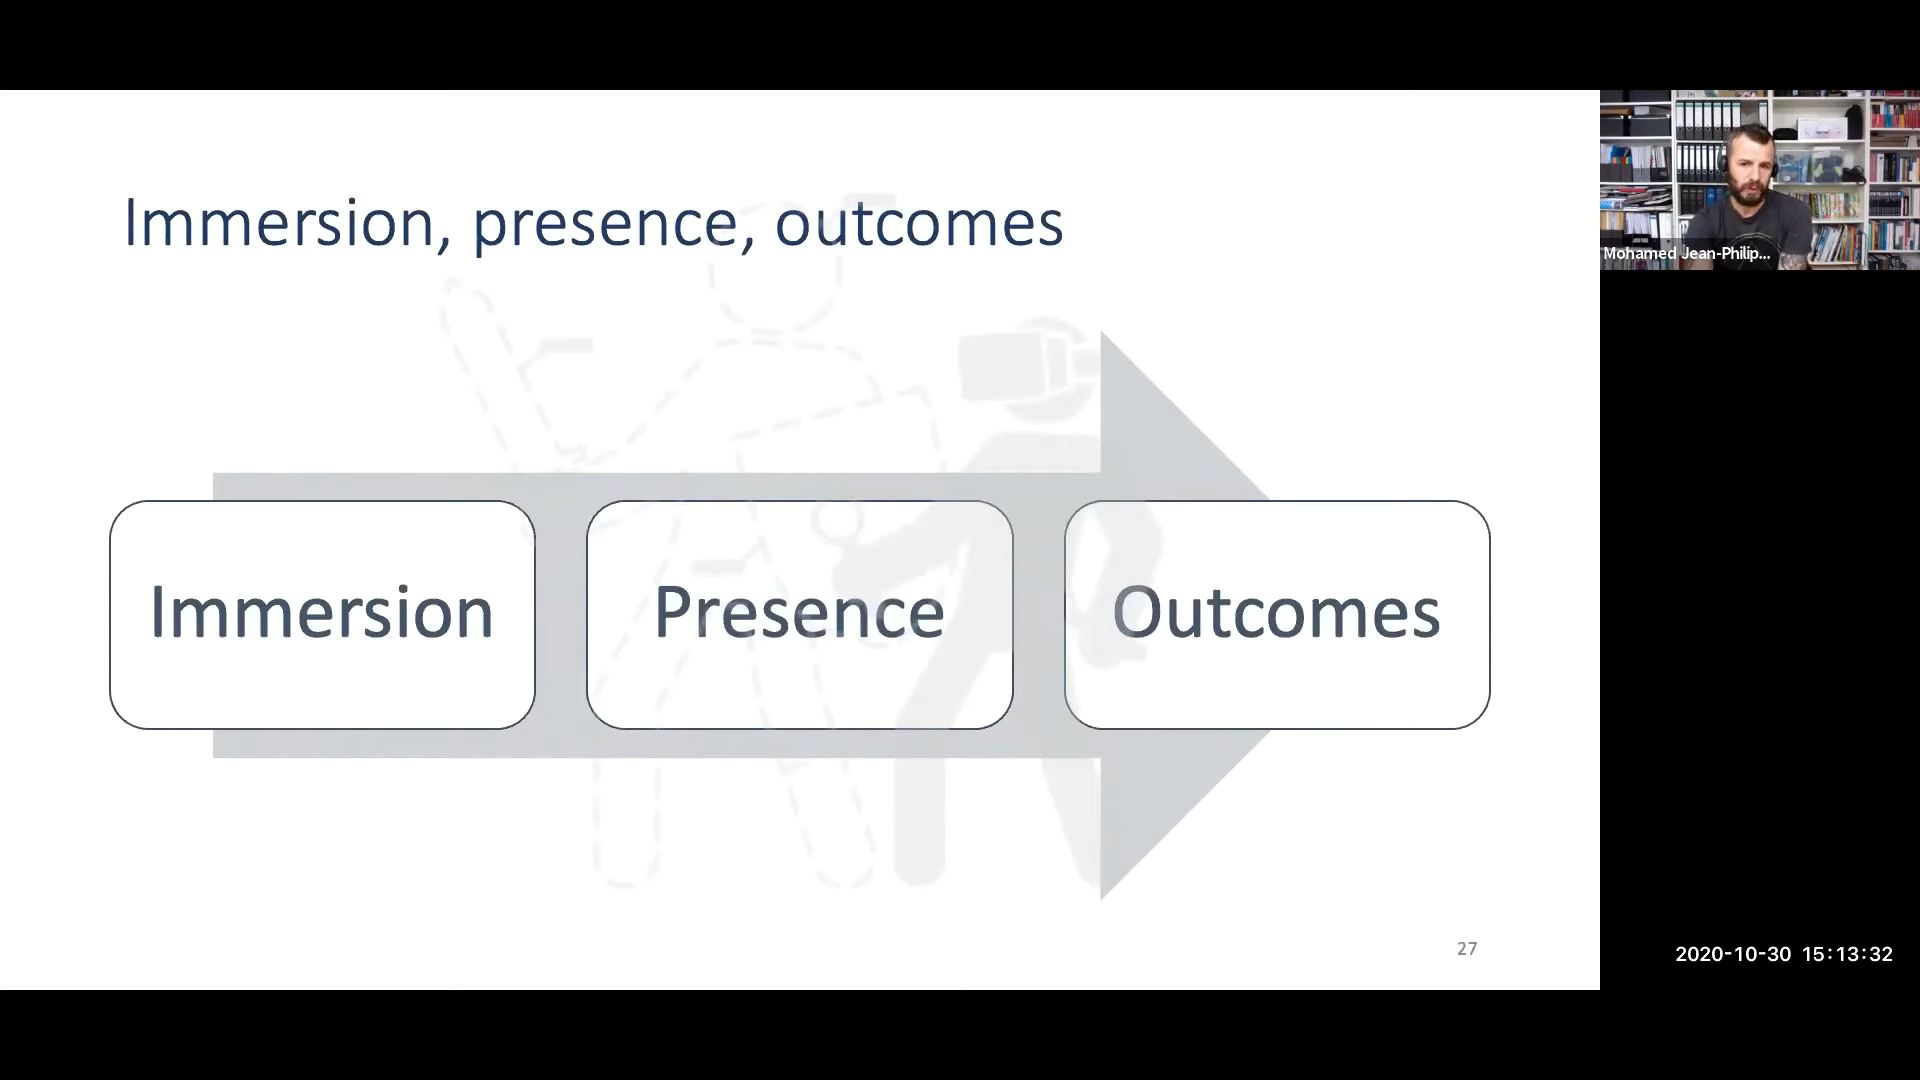 Immersion, presence, outcomes
Mohamed Jean-Philip...
Immersion
Presence
Outcomes
27
2020-10-30 15:13:32